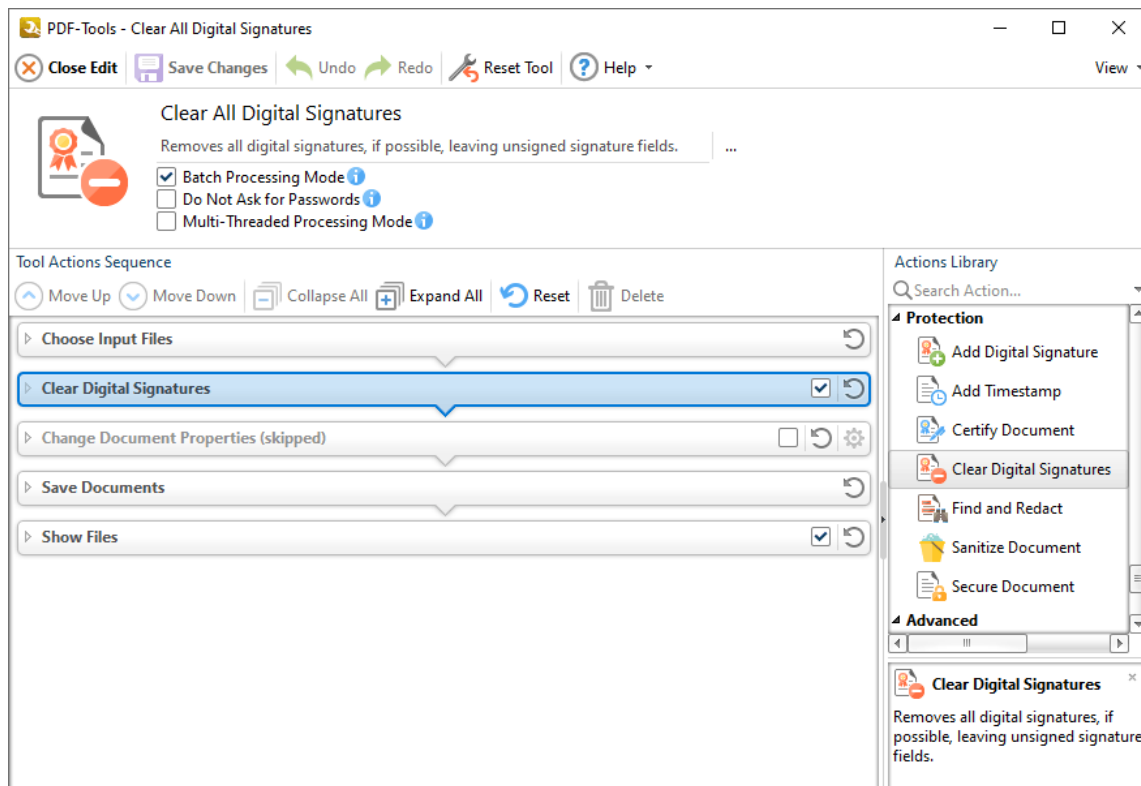 PDF-Tools - Clear All Digital Signatures
Close Edit Save Changes Undo Redo Reset Tool Help View
Clear All Digital Signatures
Removes all digital signatures, if possible, leaving unsigned signature fields. ...
Batch Processing Mode
Do Not Ask for Passwords
Multi-Threaded Processing Mode
Tool Actions Sequence
Move Up Move Down Collapse All Expand All Reset Delete
Choose Input Files
Clear Digital Signatures
Change Document Properties (skipped)
Save Documents
Show Files
Actions Library
Search Action...
Protection
Add Digital Signature
Add Timestamp
Certify Document
Clear Digital Signatures
Find and Redact
Sanitize Document
Secure Document
Advanced
Clear Digital Signatures
Removes all digital signatures, if
possible, leaving unsigned signature
fields.